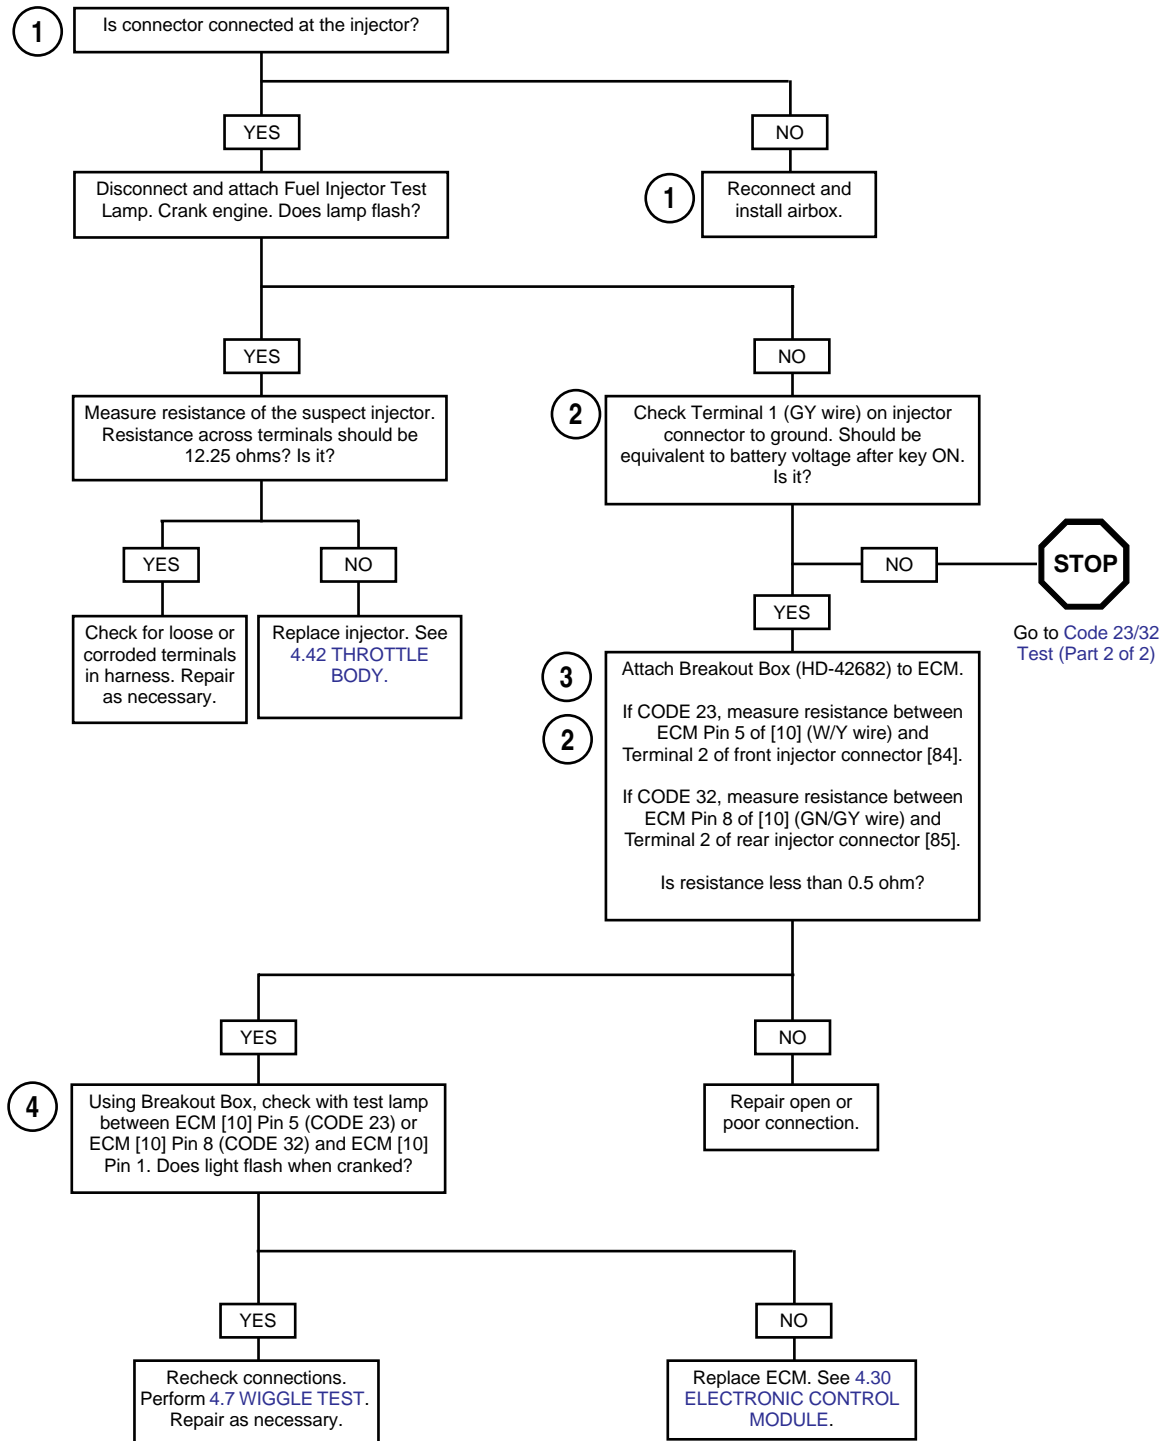 1
Is connector connected at the injector?
YES
NO
Disconnect and attach Fuel Injector Test
Lamp. Crank engine. Does lamp flash?
1
Reconnect and
install airbox.
YES
NO
Measure resistance of the suspect injector.
Resistance across terminals should be
12.25 ohms? Is it?
2
Check Terminal 1 (GY wire) on injector
connector to ground. Should be
equivalent to battery voltage after key ON.
Is it?
YES
NO
NO
STOP
YES
Check for loose or
corroded terminals
in harness. Repair
as necessary.
Replace injector. See
4.42 THROTTLE
BODY.
Go to Code 23/32
Test (Part 2 of 2)
3
2
Attach Breakout Box (HD-42682) to ECM.
If CODE 23, measure resistance between
ECM Pin 5 of [10] (W/Y wire) and
Terminal 2 of front injector connector [84].
If CODE 32, measure resistance between
ECM Pin 8 of [10] (GN/GY wire) and
Terminal 2 of rear injector connector [85].
Is resistance less than 0.5 ohm?
YES
NO
4
Using Breakout Box, check with test lamp
between ECM [10] Pin 5 (CODE 23) or
ECM [10] Pin 8 (CODE 32) and ECM [10]
Pin 1. Does light flash when cranked?
Repair open or
poor connection.
YES
NO
Recheck connections.
Perform 4.7 WIGGLE TEST.
Repair as necessary.
Replace ECM. See 4.30
ELECTRONIC CONTROL
MODULE.